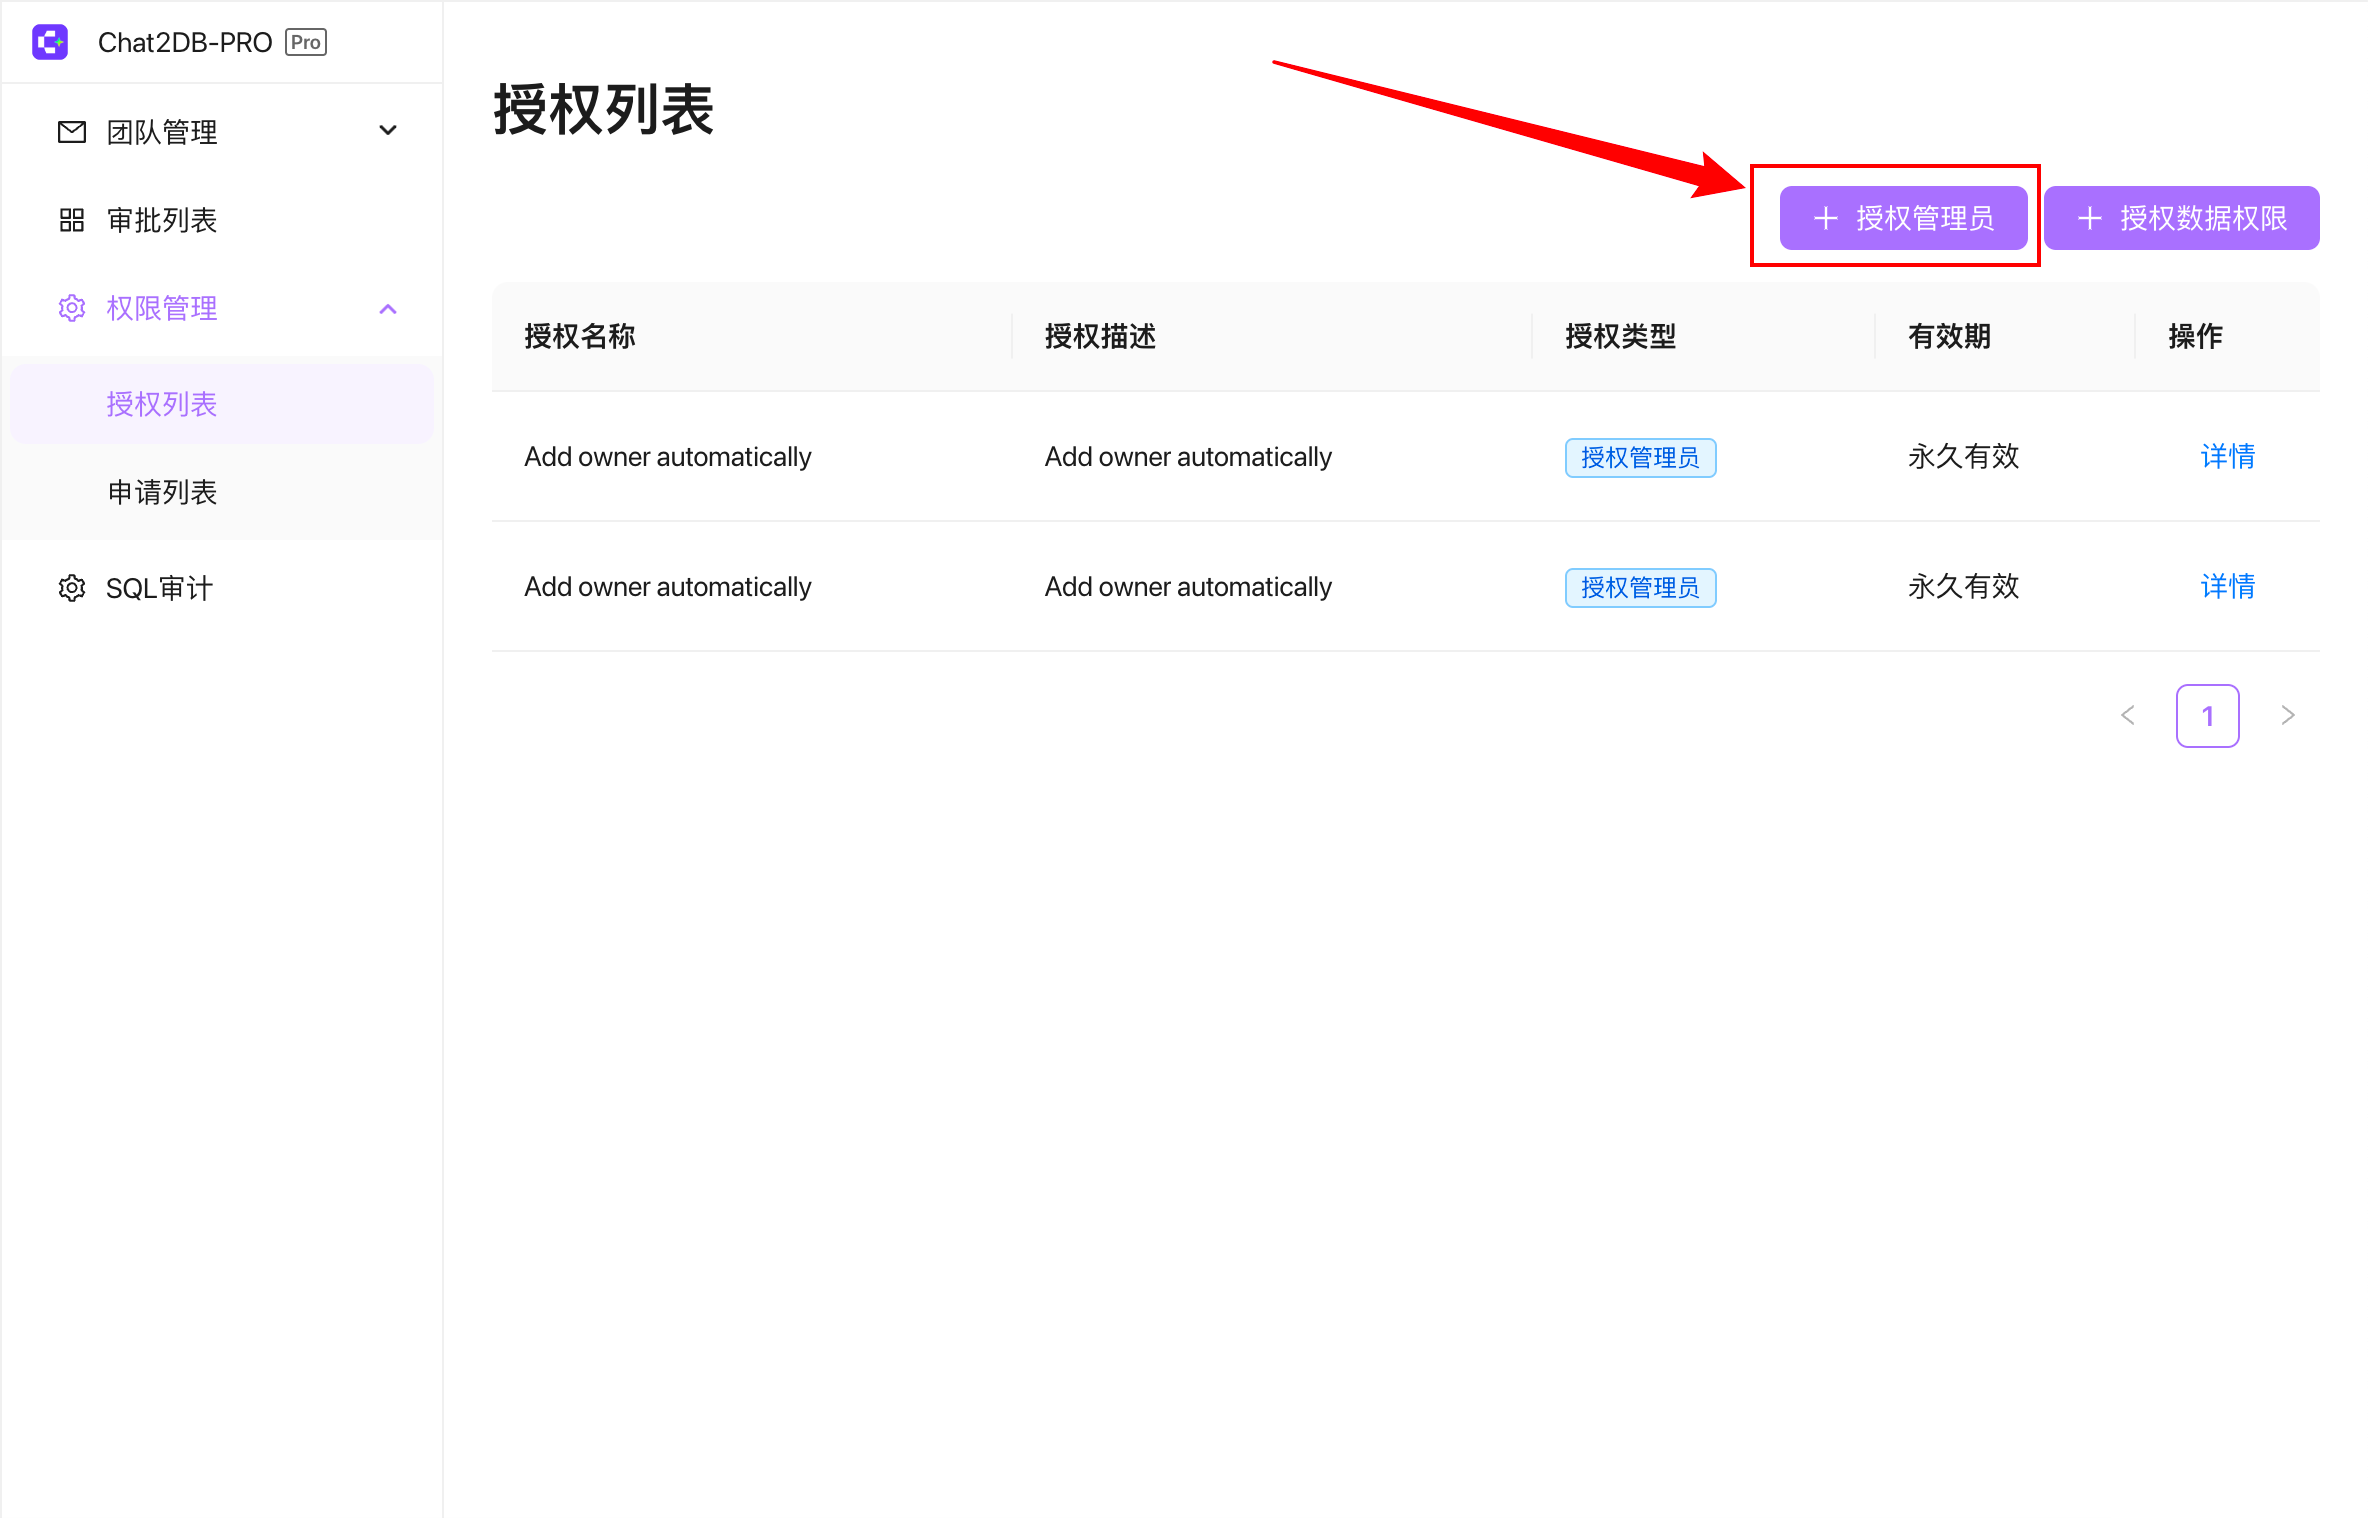 Chat2DB-PRO Pro
团队管理
审批列表
权限管理
授权列表
申请列表
SQL审计
授权列表
授权管理员 授权数据权限
授权名称 授权描述 授权类型 有效期 操作
Add owner automatically Add owner automatically 授权管理员 永久有效 详情
Add owner automatically Add owner automatically 授权管理员 永久有效 详情
1